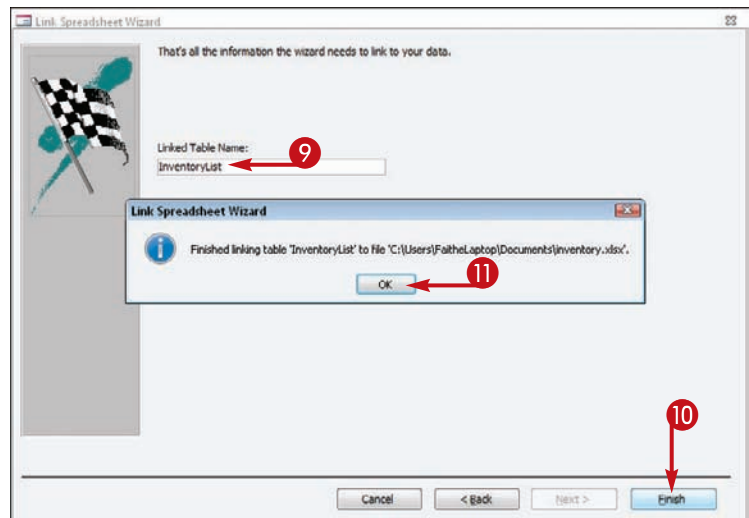 Link Spreadsheet Wizard
That's all the information the wizard needs to link to your data.
Linked Table Name:
9
InventoryList
Link Spreadsheet Wizard
Finished linking table 'InventoryList' to file 'C:\Users\FaitheLaptop\Documents\inventory.xlsx'.
OK
11
10
Cancel
< Back
Next >
Finish